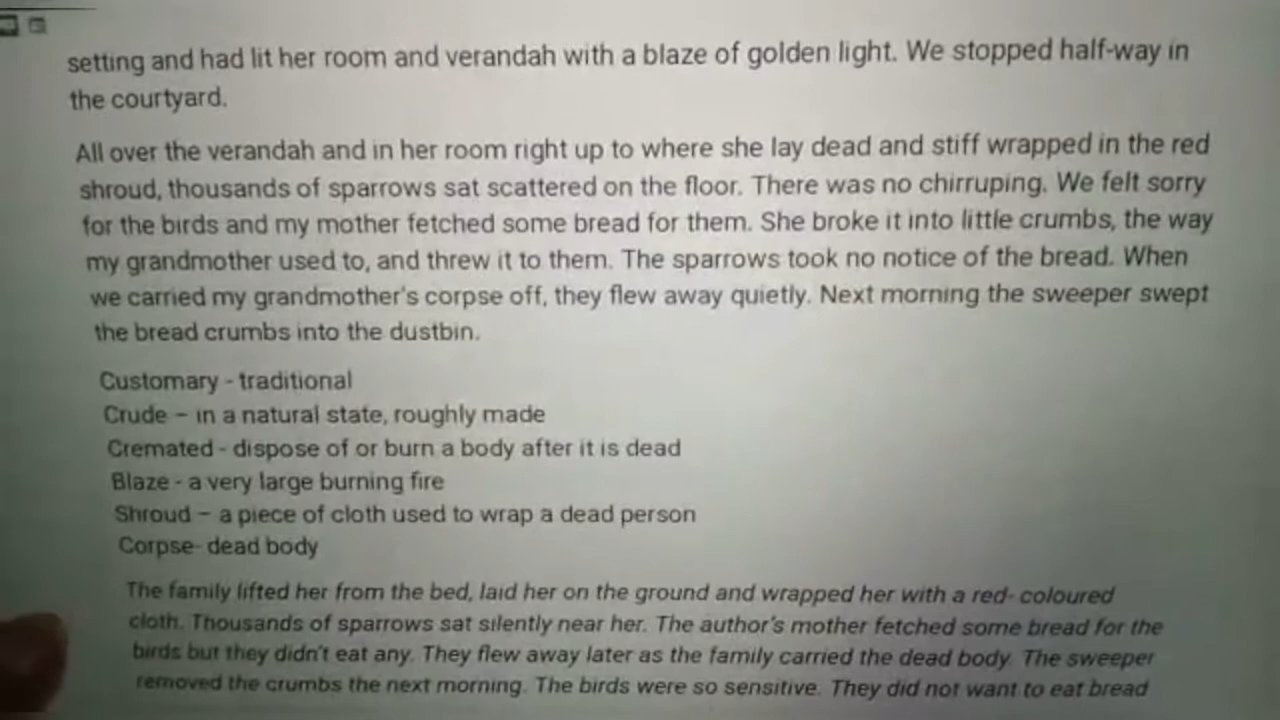 setting and had lit her room and verandah with a blaze of golden light. We stopped half-way in
the courtyard.
All over the verandah and in her room right up to where she lay dead and stiff wrapped in the red
shroud, thousands of sparrows sat scattered on the floor. There was no chirruping. We felt sorry
for the birds and my mother fetched some bread for them. She broke it into little crumbs, the way
my grandmother used to, and threw it to them. The sparrows took no notice of the bread. When
we carried my grandmother's corpse off, they flew away quietly. Next morning the sweeper swept
the bread crumbs into the dustbin.
Customary - traditional
Crude – in a natural state, roughly made
Cremated - dispose of or burn a body after it is dead
Blaze - a very large burning fire
Shroud – a piece of cloth used to wrap a dead person
Corpse- dead body
The family lifted her from the bed, laid her on the ground and wrapped her with a red- coloured
cloth. Thousands of sparrows sat silently near her. The author's mother fetched some bread for the
birds but they didn't eat any. They flew away later as the family carried the dead body. The sweeper
removed the crumbs the next morning. The birds were so sensitive. They did not want to eat bread